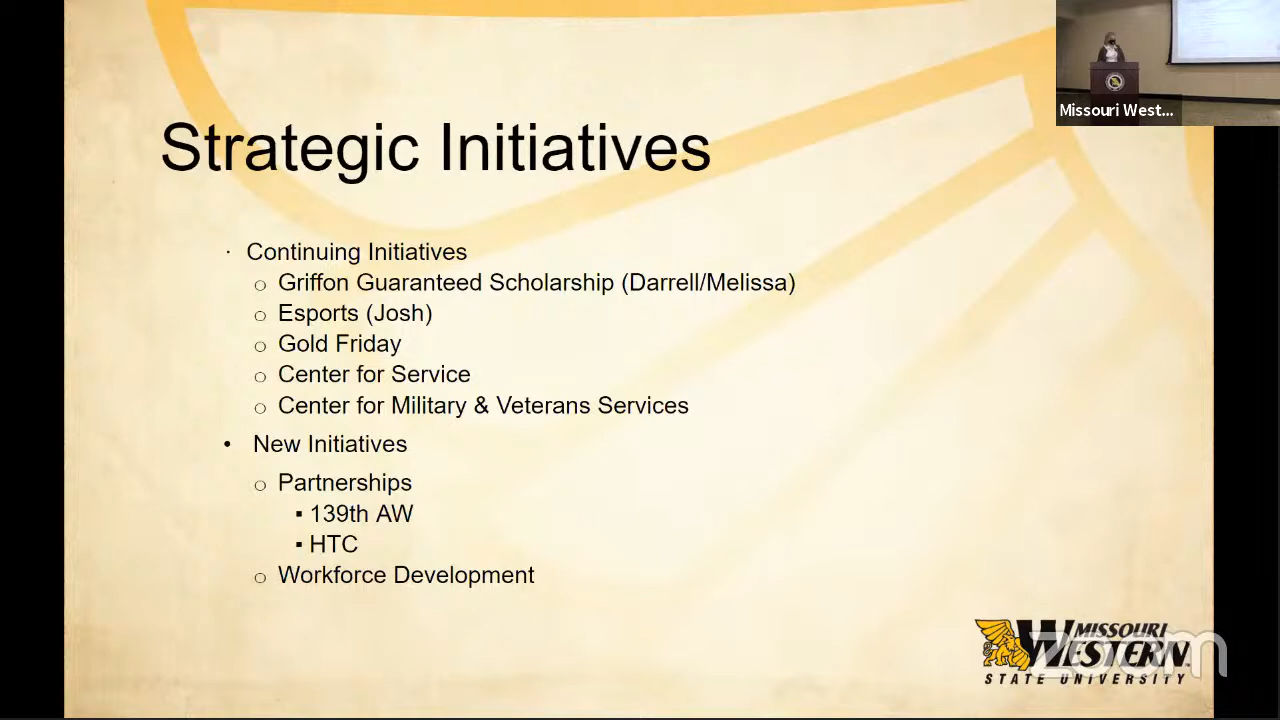 Missouri West...
Strategic Initiatives
· Continuing Initiatives
o Griffon Guaranteed Scholarship (Darrell/Melissa)
o Esports (Josh)
o Gold Friday
o Center for Service
o Center for Military & Veterans Services
• New Initiatives
o Partnerships
▪ 139th AW
▪ HTC
o Workforce Development
MISSOURI
WESTERN
STATE UNIVERSITY
zoom